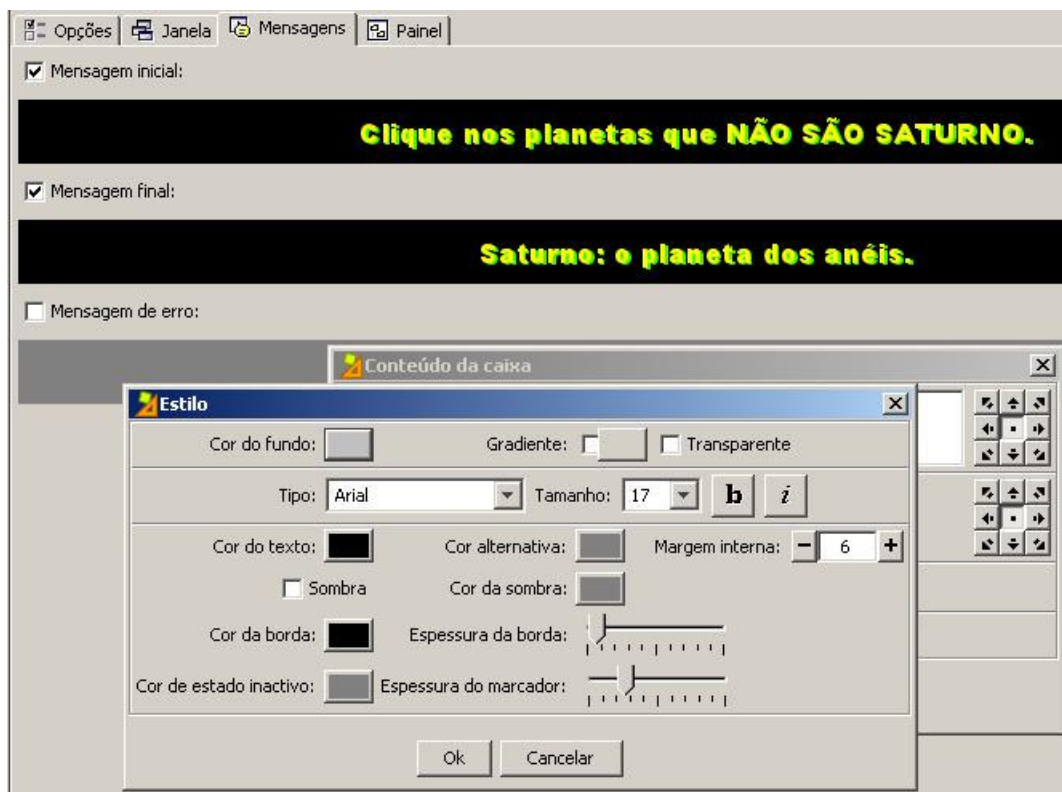 Opções Janela Mensagens Painel
Mensagem inicial:
Clique nos planetas que NÃO SÃO SATURNO.
Mensagem final:
Saturno: o planeta dos anéis.
Mensagem de erro:
Conteúdo da caixa
Estilo
Cor do fundo: Gradiente: Transparente
Tipo: Arial Tamanho: 17 b i
Cor do texto: Cor alternativa: Margem interna: 6
Sombra Cor da sombra:
Cor da borda: Espessura da borda:
Cor de estado inactivo: Espessura do marcador:
Ok Cancelar